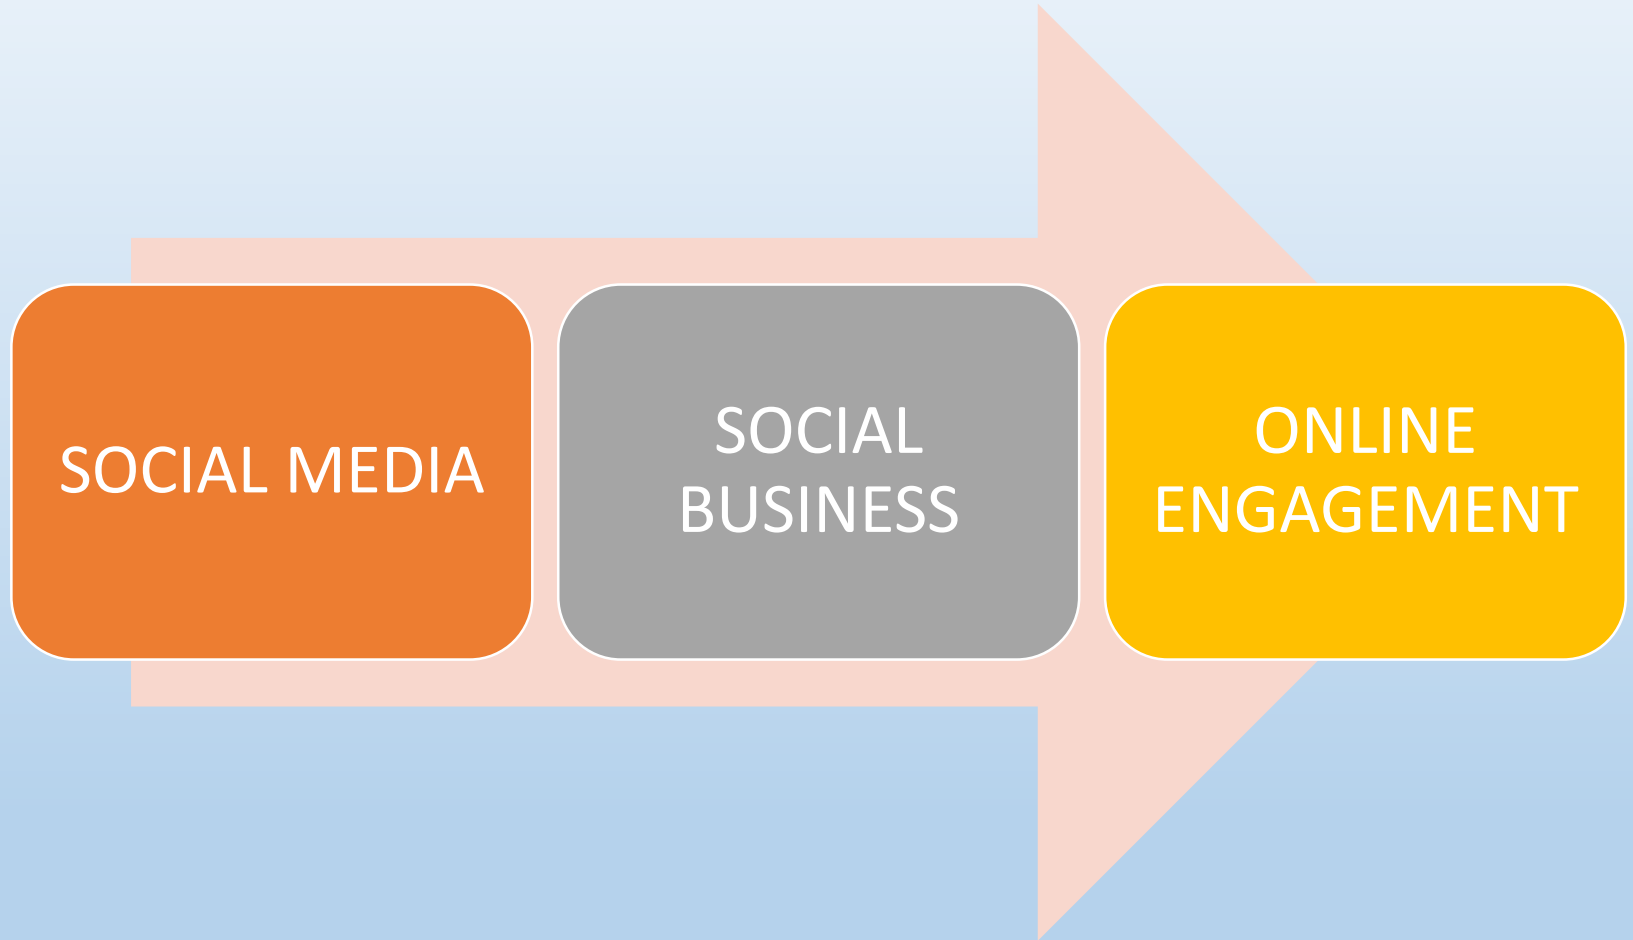 SOCIAL MEDIA
SOCIAL
BUSINESS
ONLINE
ENGAGEMENT